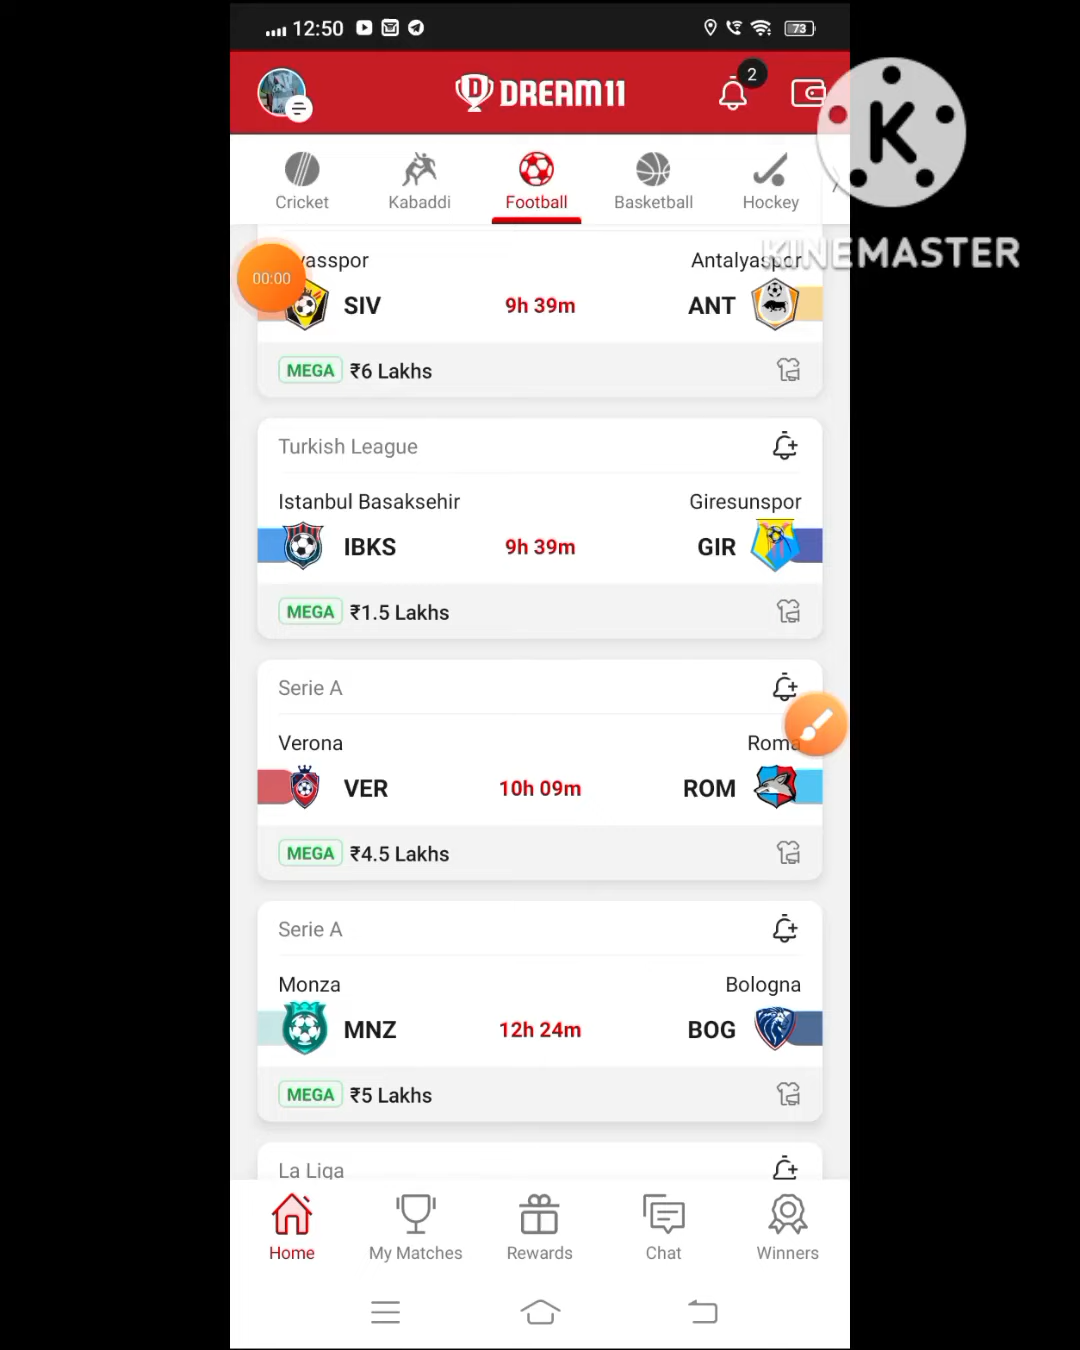 12:50
73
DREAM11
2
Cricket
Kabaddi
Football
Basketball
Hockey
K
KINEMASTER
00:00
Antalyaspor
SIV
9h 39m
ANT
MEGA
₹6 Lakhs
Turkish League
Istanbul Basaksehir
Giresunspor
IBKS
9h 39m
GIR
MEGA
₹1.5 Lakhs
Serie A
Verona
Roma
VER
10h 09m
ROM
MEGA
₹4.5 Lakhs
Serie A
Monza
Bologna
MNZ
12h 24m
BOG
MEGA
₹5 Lakhs
La Liga
Home
My Matches
Rewards
Chat
Winners